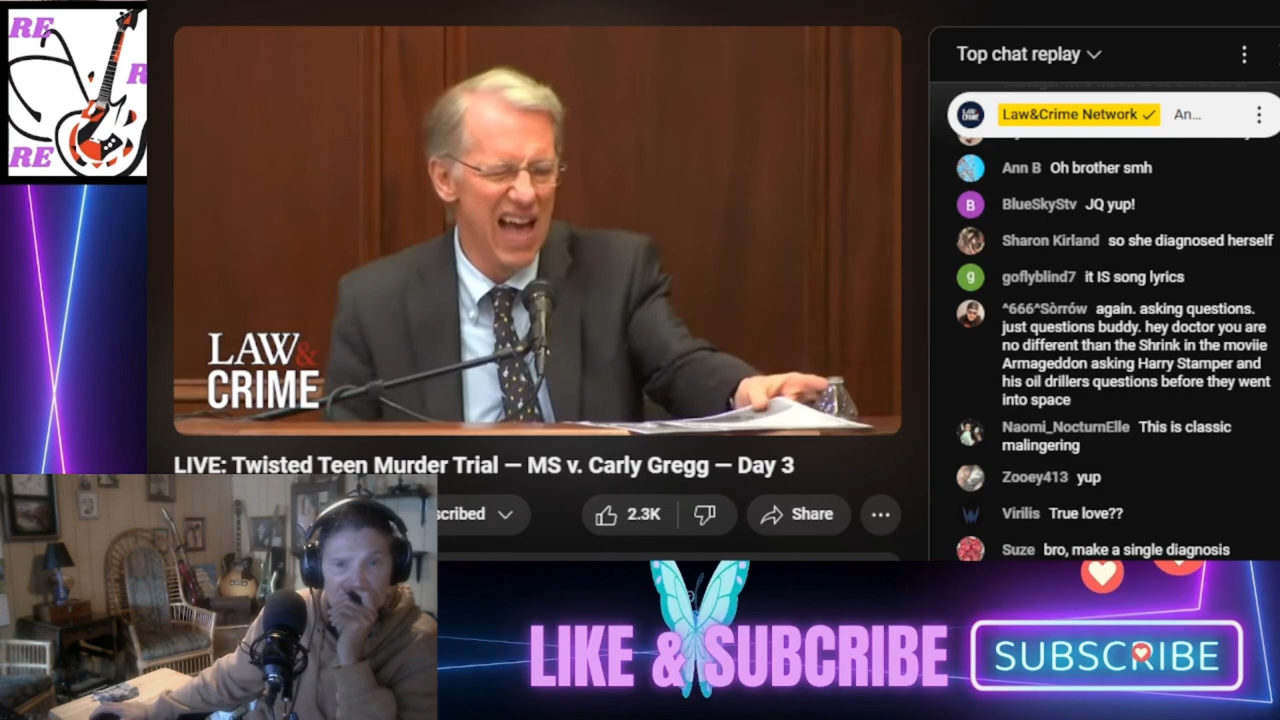 RE
R
RE
LAW&
CRIME
LIVE: Twisted Teen Murder Trial — MS v. Carly Gregg — Day 3
scribed
2.3K
Share
Top chat replay
LAW&
CRIME
Law&Crime Network
An...
Ann B Oh brother smh
B
BlueSkyStv JQ yup!
Sharon Kirland so she diagnosed herself
g
goflyblind7 it IS song lyrics
^666^Sòrrów again. asking questions.
just questions buddy. hey doctor you are
no different than the Shrink in the moviie
Armageddon asking Harry Stamper and
his oil drillers questions before they went
into space
Naomi_NocturnElle This is classic
malingering
Zooey413 yup
Virilis True love??
Suze bro, make a single diagnosis
LIKE & SUBCRIBE
SUBSCRIBE